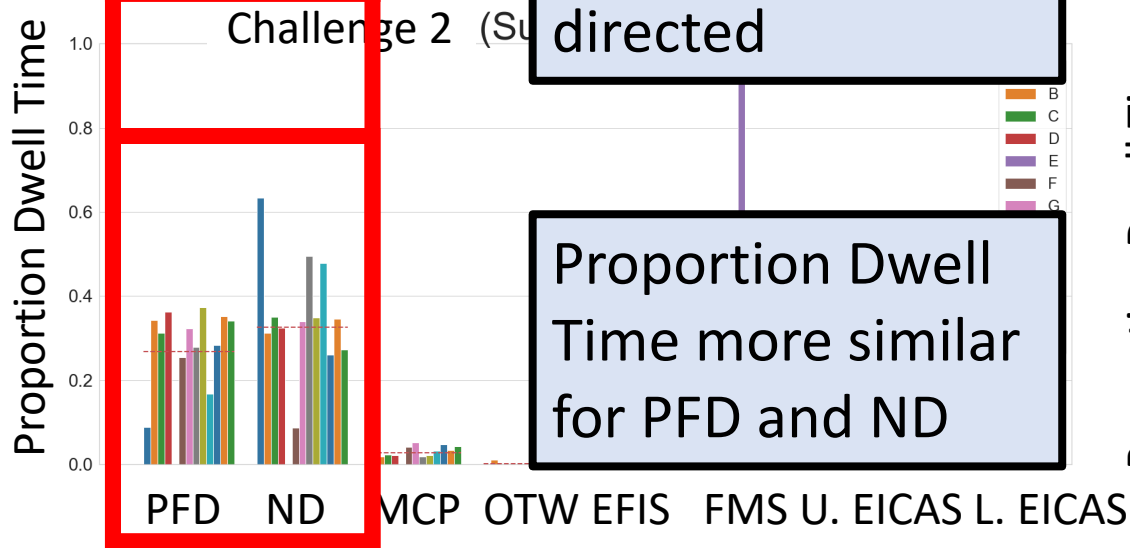 Challenge 2 (Su
directed
Proportion Dwell Time
1.0
0.8
0.6
0.4
0.2
0.0
B
C
D
E
F
G
Proportion Dwell
Time more similar
for PFD and ND
PFD ND MCP OTW EFIS FMS U. EICAS L. EICAS